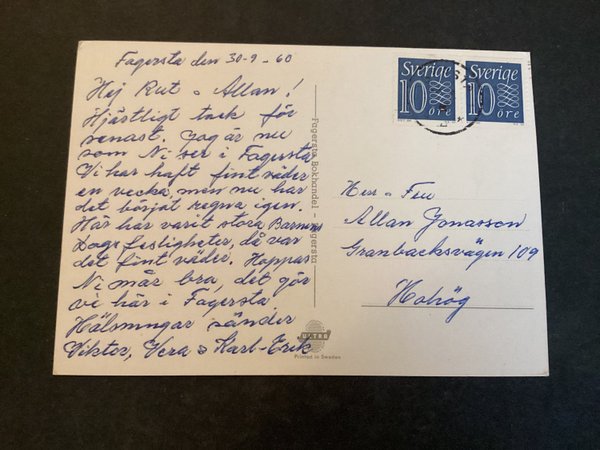 Fagersta den 30-9-60
Hej Rut o Allan!
Hjärtligt tack för
senast. Jag är nu
som Ni ser i Fagersta
Vi har haft fint väder
en vecka, men nu har
det börjat regna igen.
Här har varit stora Barnens
Dags festligheter, då var
det fint väder. Hoppas
Ni mår bra, det gör
vi här i Fagersta
Hälsningar sänder
Viktor, Vera o Karl-Erik
Fagersta Bokhandel - Fagersta
ULTRA
Printed in Sweden
Sverige
10
öre
Sverige
10
öre
Herr o Fru
Allan Jonasson
Granbacksvägen 109